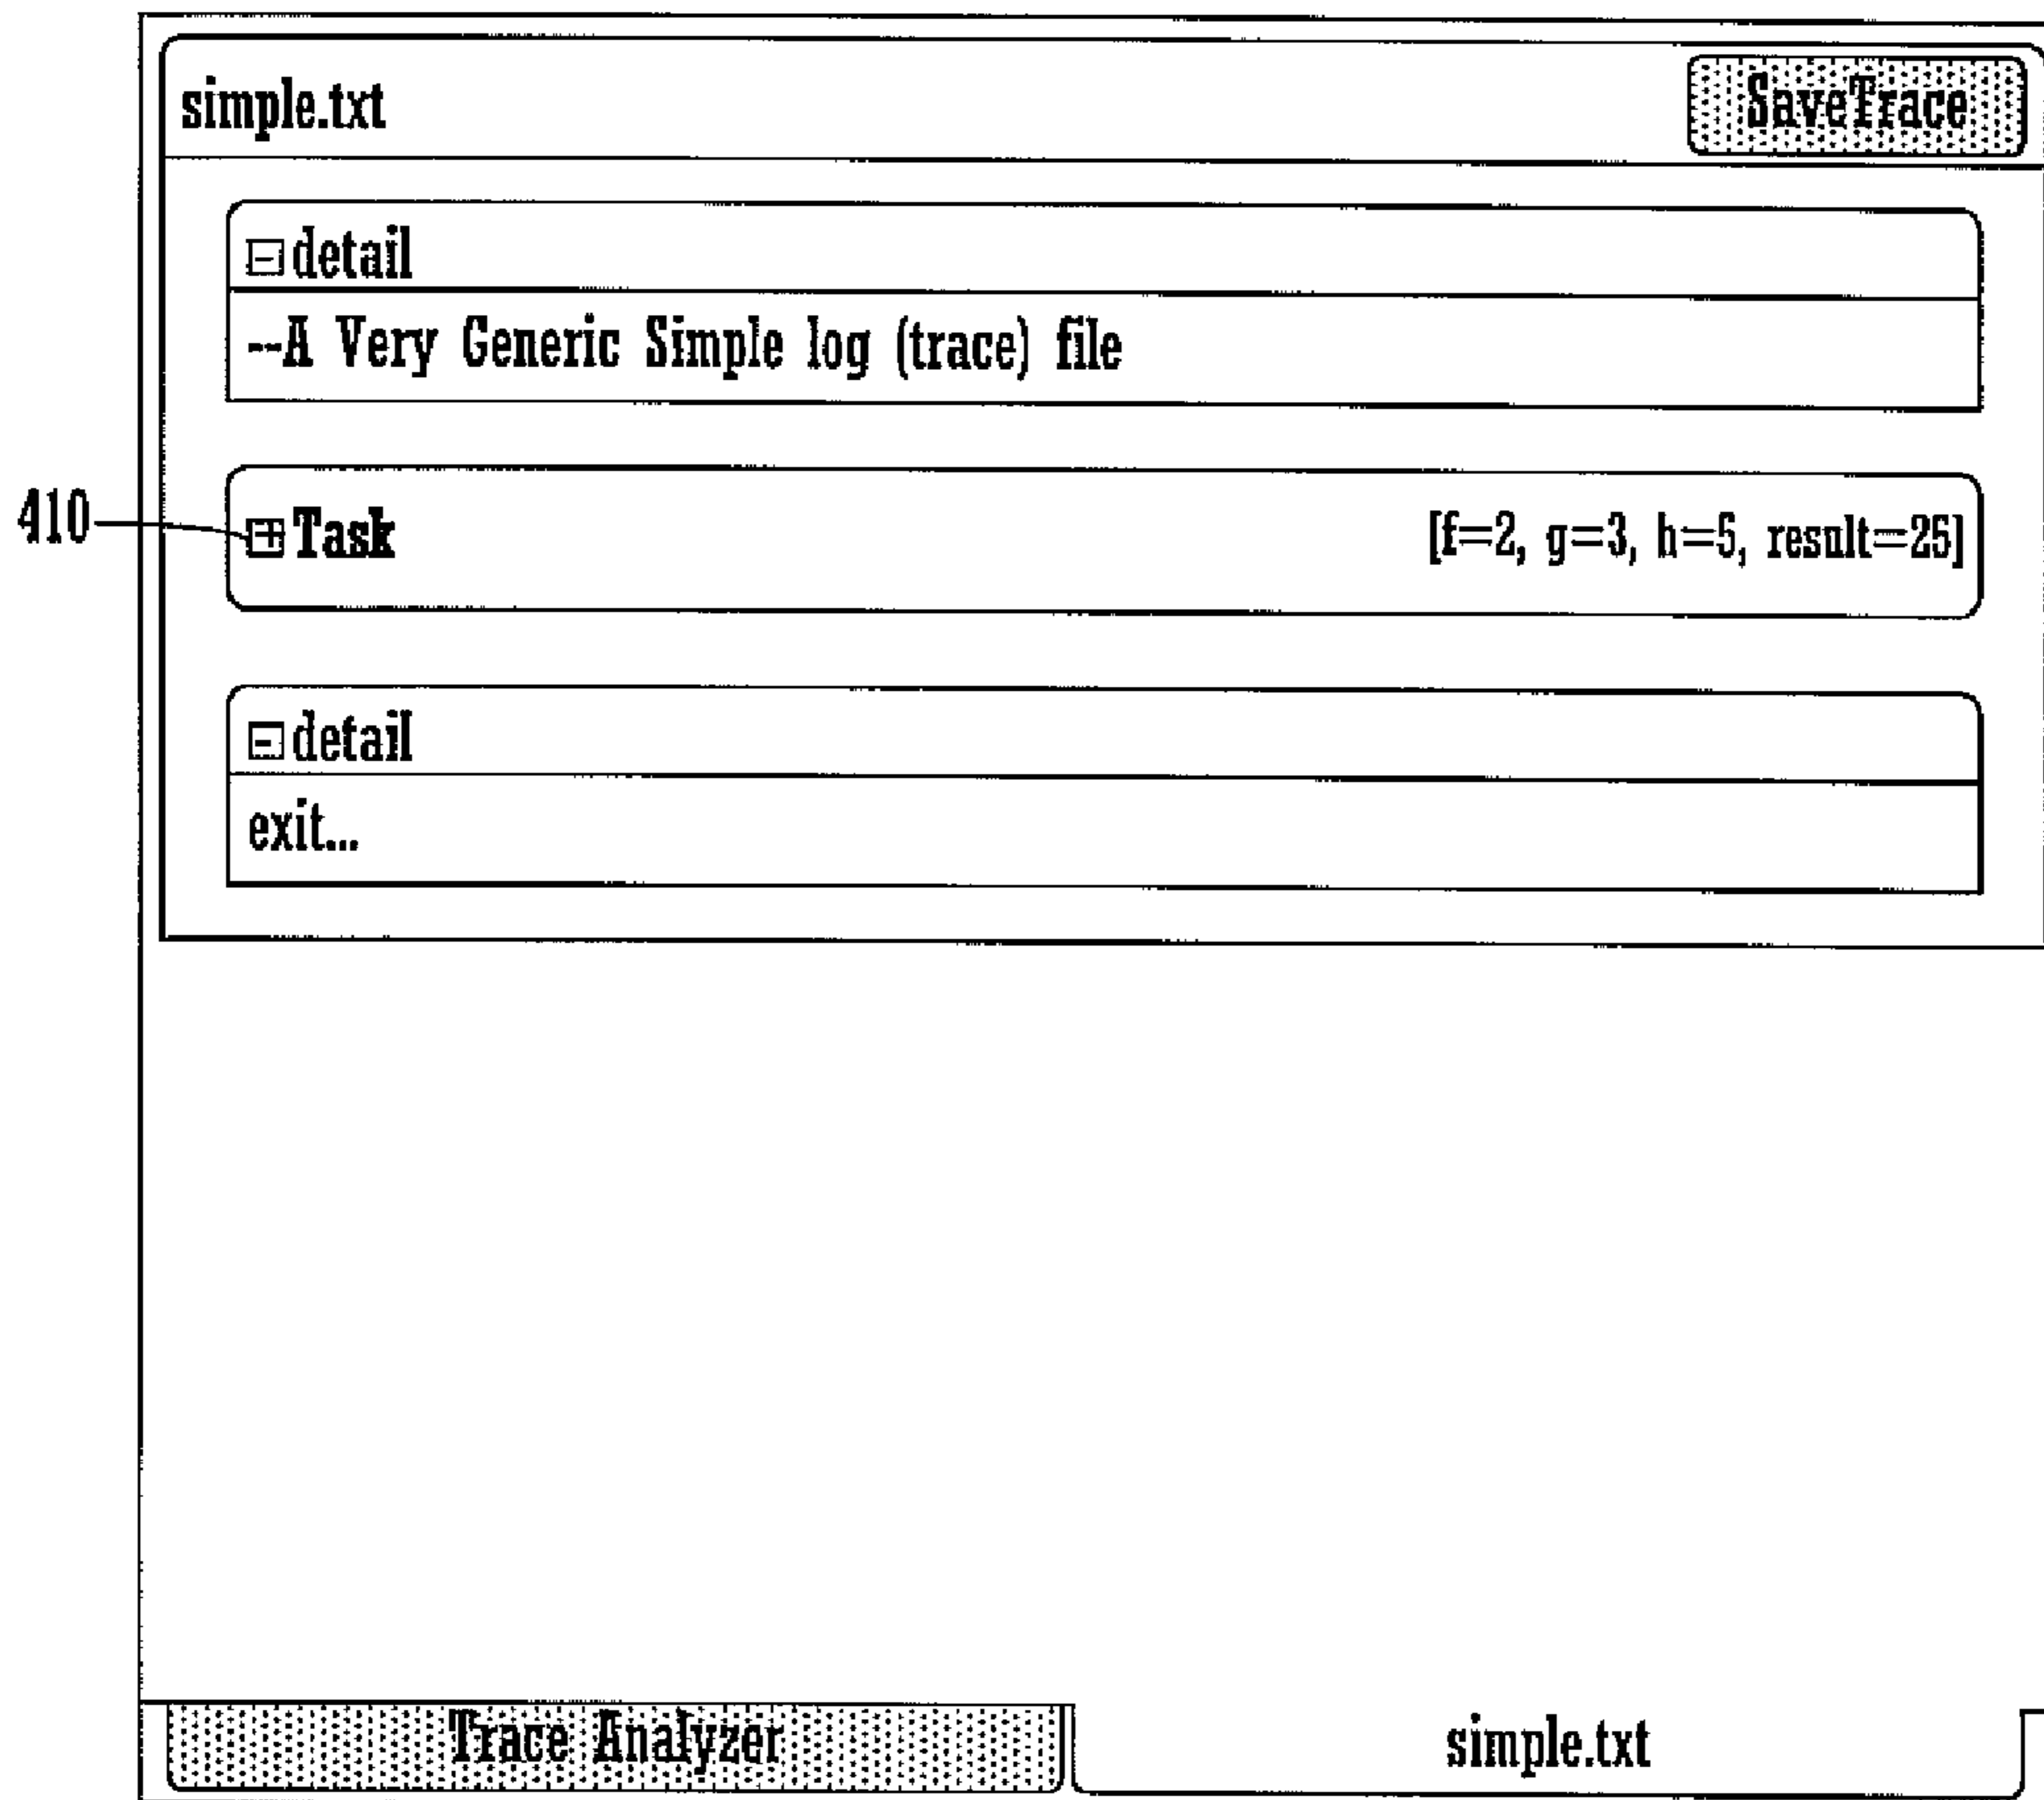 simple.txt
SaveTrace
detail
--A Very Generic Simple log (trace) file
410
Task
[f=2, g=3, h=5, result=25]
detail
exit...
Trace Analyzer
simple.txt